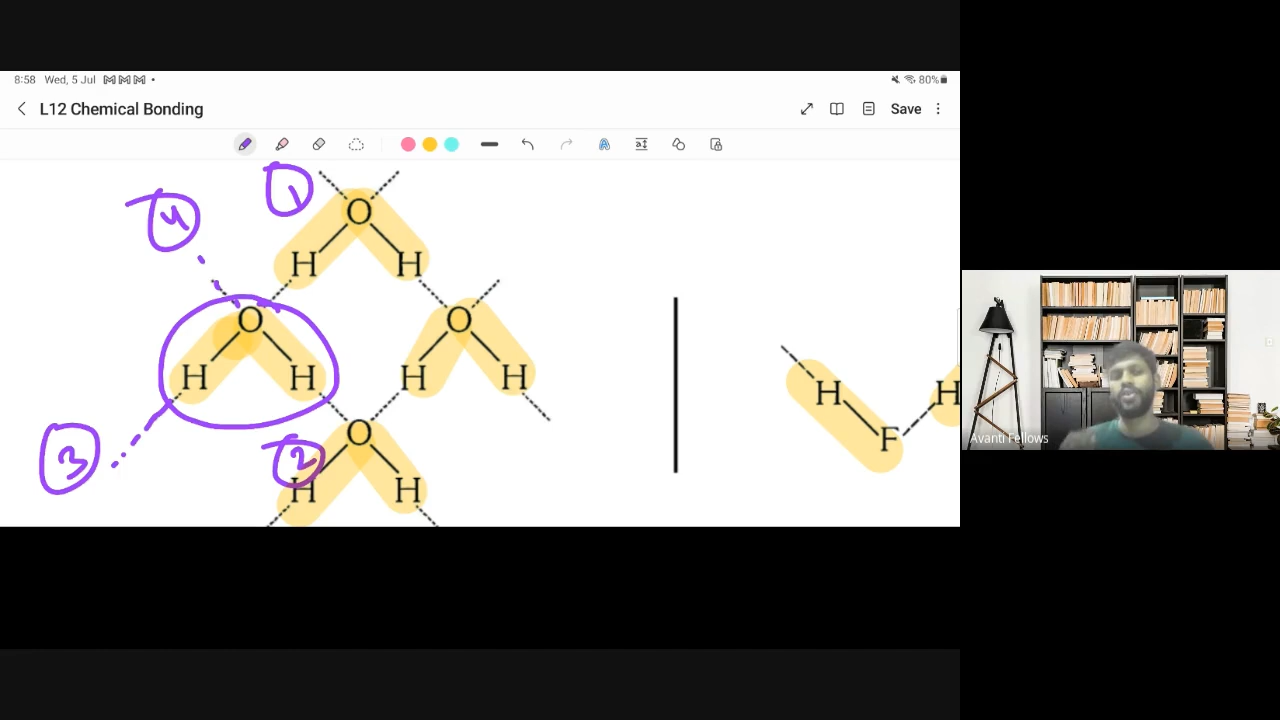 8:58 Wed, 5 Jul
80%
L12 Chemical Bonding
Save
1
4
O
H H
O O
H H H H
3
2
O
H H
H H
F
Avanti Fellows